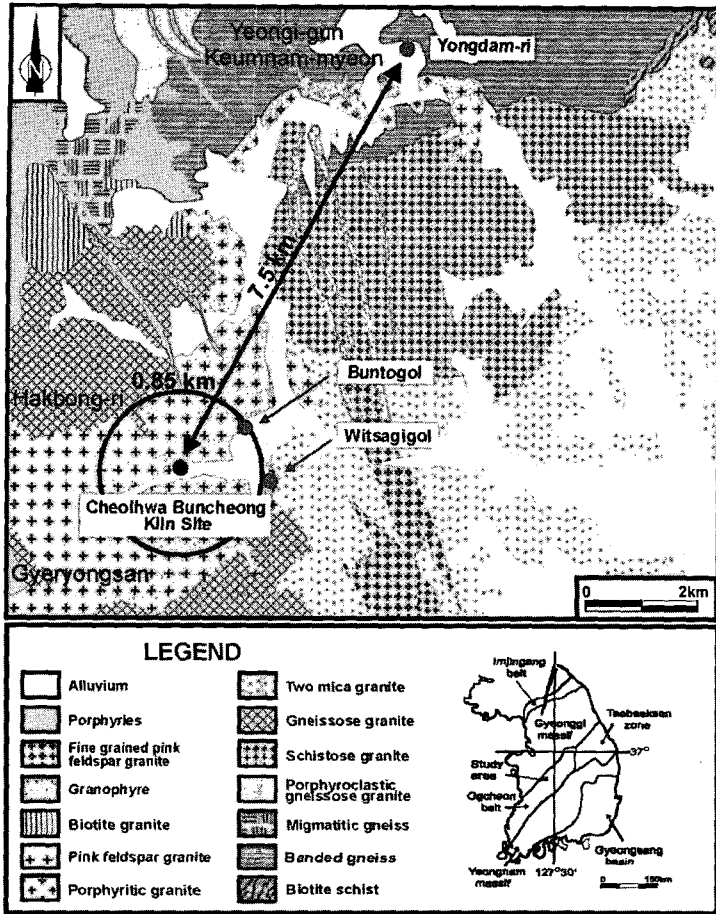 N
Yeongi-gun
Keumnam-myeon
Yongdam-ri
7.5 km
0.85 km
Hakbong-ri
Buntogol
Witsagigol
Cheolhwa Buncheong
Kiln Site
Gyeryongsan
0 2km
LEGEND
Alluvium
Porphyries
Fine grained pink
feldspar granite
Granophyre
Biotite granite
Pink feldspar granite
Porphyritic granite
Two mica granite
Gneissose granite
Schistose granite
Porphyroclastic
gneissose granite
Migmatitic gneiss
Banded gneiss
Biotite schist
Imjingang
belt
Gyeonggi
massif
Taebaeksan
zone
37°
Study
area
Ogcheon
belt
Gyeongsang
basin
Yeongnam
massif
127°30'
0 150km